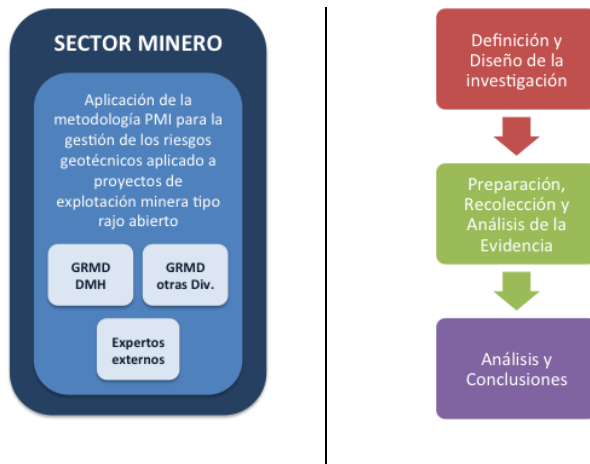 SECTOR MINERO
Aplicación de la
metodología PMI para la
gestión de los riesgos
geotécnicos aplicado a
proyectos de
explotación minera tipo
rajo abierto
GRMD
DMH
GRMD
otras Div.
Expertos
externos
Definición y
Diseño de la
investigación
Preparación,
Recolección y
Análisis de la
Evidencia
Análisis y
Conclusiones